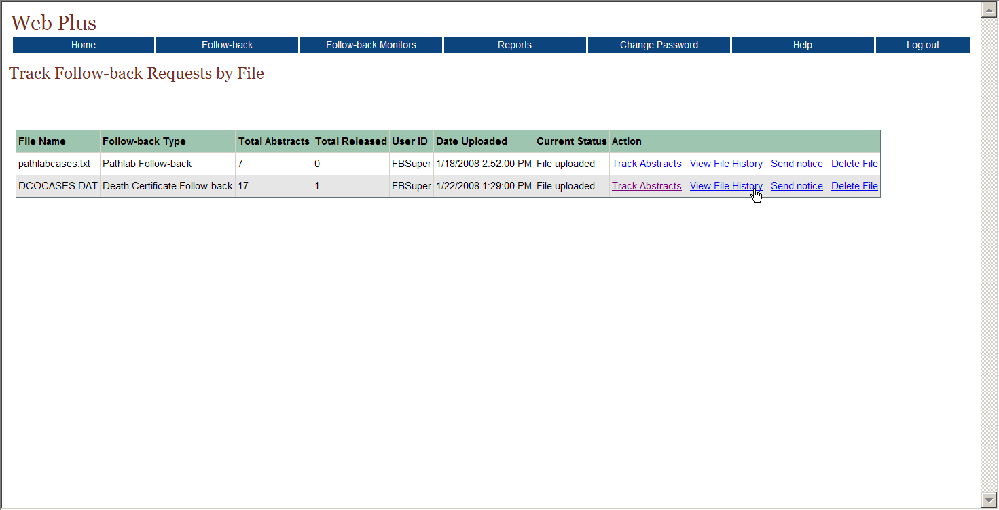 Web Plus
Home Follow-back Follow-back Monitors Reports Change Password Help Log out
Track Follow-back Requests by File
File Name Follow-back Type Total Abstracts Total Released User ID Date Uploaded Current Status Action
pathlabcases.txt Pathlab Follow-back 7 0 FBSuper 1/18/2008 2:52:00 PM File uploaded Track Abstracts View File History Send notice Delete File
DCOCASES.DAT Death Certificate Follow-back 17 1 FBSuper 1/22/2008 1:29:00 PM File uploaded Track Abstracts View File History Send notice Delete File